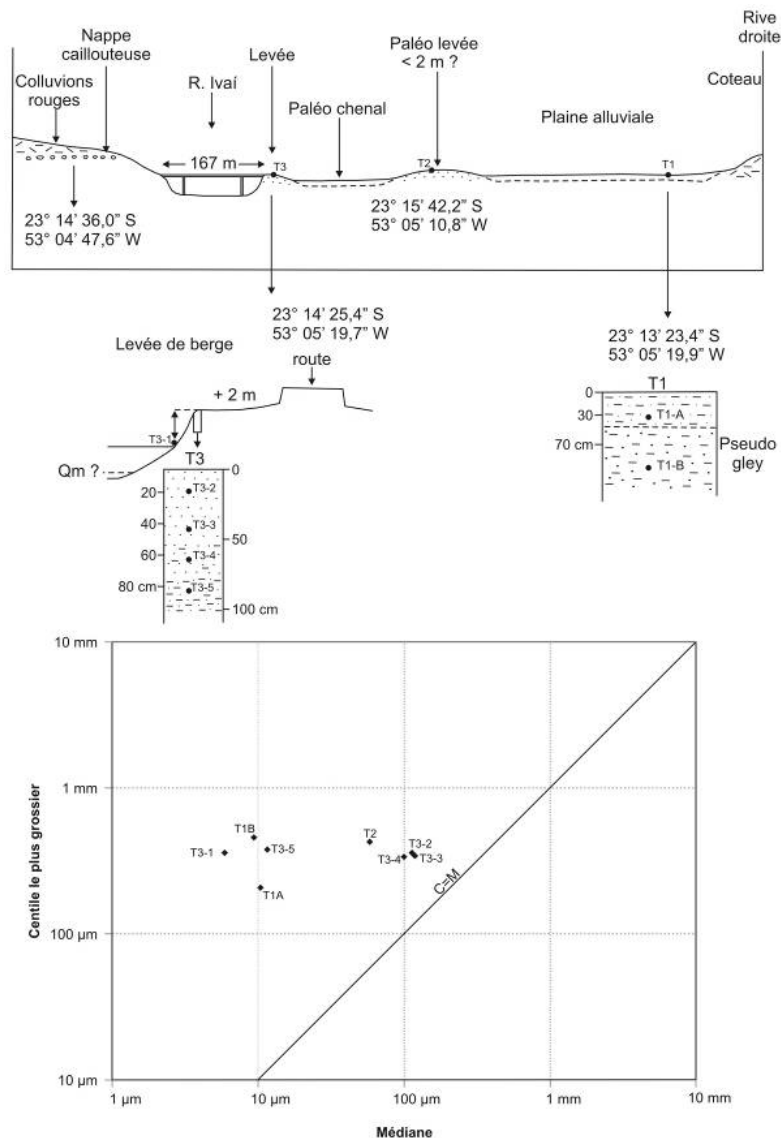 Nappe
caillouteuse
Colluvions
rouges
R. Ivaí
Levée
Paléo chenal
Paléo levée
< 2 m ?
Plaine alluviale
Rive
droite
Coteau
167 m
T3
T2
T1
23° 14' 36,0” S
53° 04' 47,6” W
23° 15' 42,2” S
53° 05' 10,8” W
23° 14' 25,4” S
53° 05' 19,7” W
23° 13' 23,4” S
53° 05' 19,9” W
Levée de berge
route
+ 2 m
T3-1
Qm ?
T3
0
20
T3-2
40
T3-3
50
60
T3-4
80 cm
T3-5
100 cm
T1
0
30
T1-A
70 cm
T1-B
Pseudo
gley
10 mm
1 mm
100 µm
10 µm
Centile le plus grossier
T1B
T3-1
T3-5
T1A
T2
T3-2
T3-4
T3-3
C=M
1 µm
10 µm
100 µm
1 mm
10 mm
Médiane